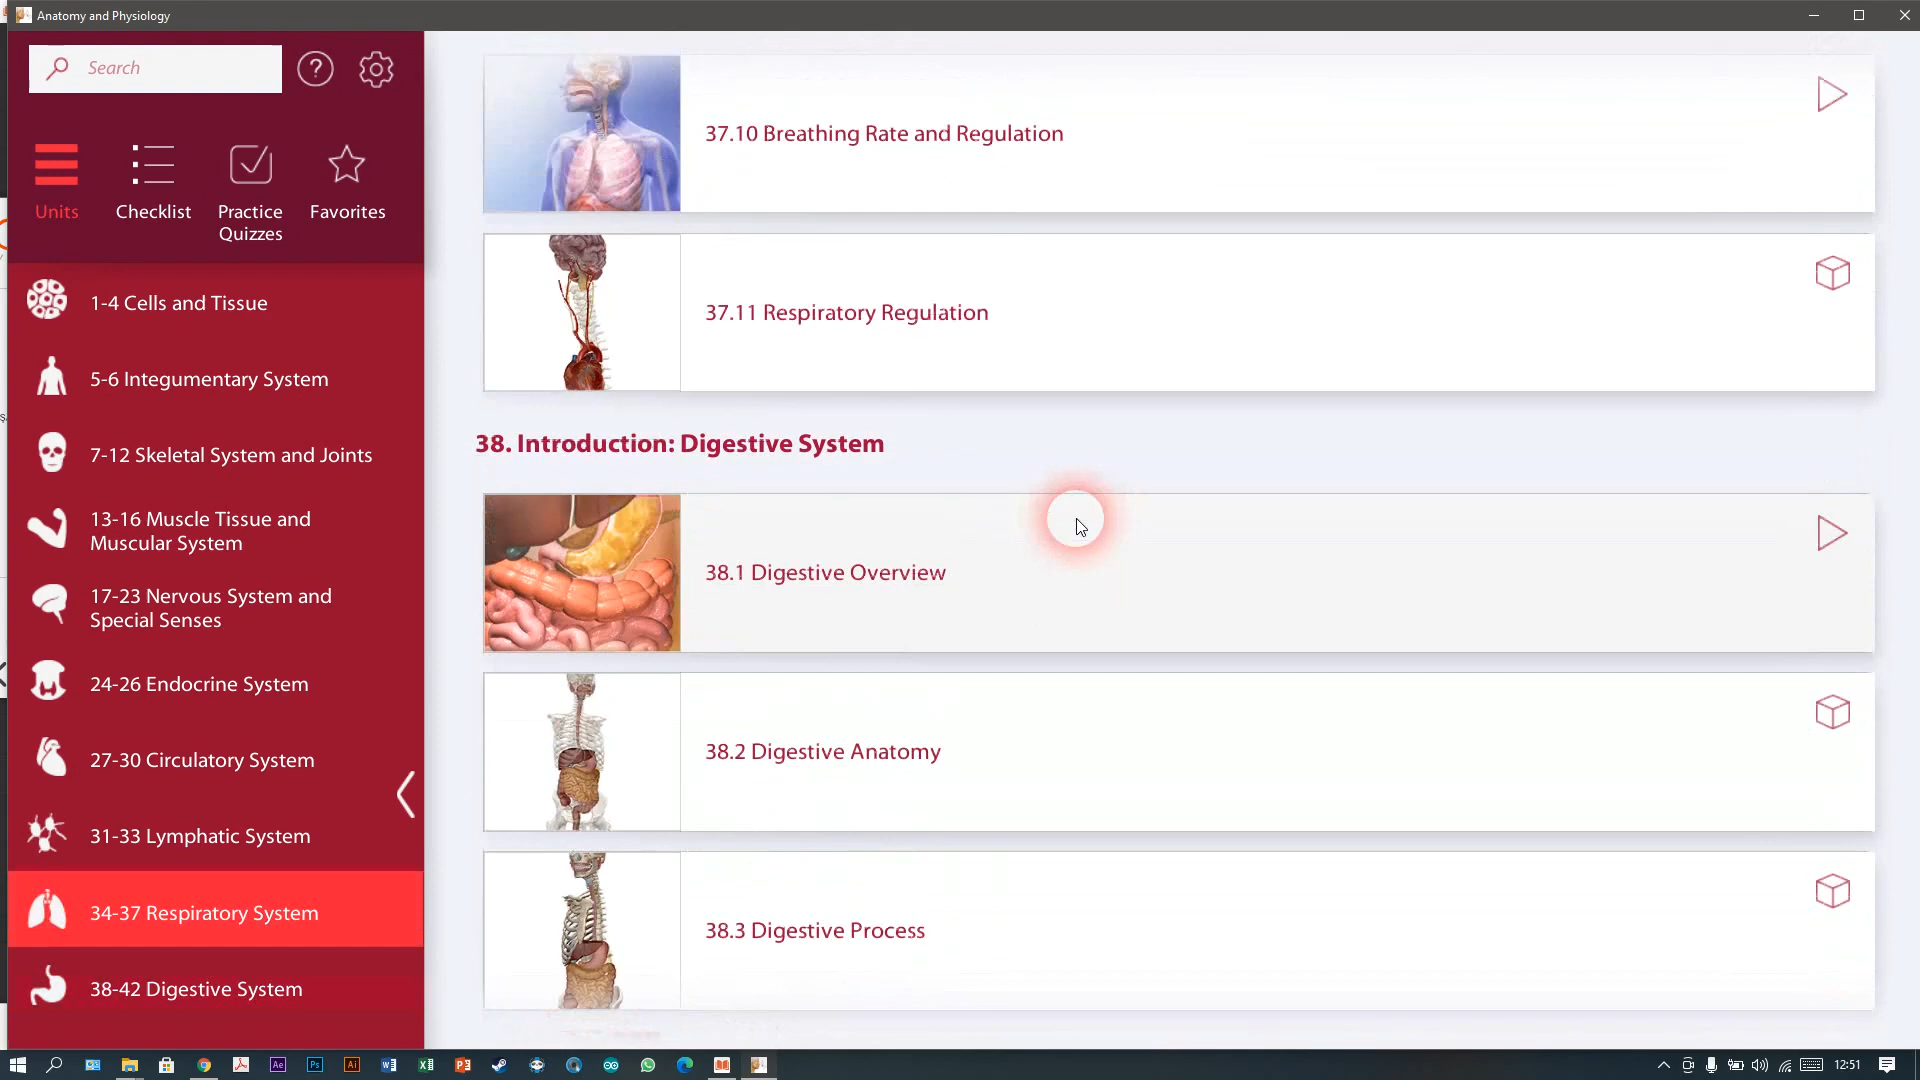 Anatomy and Physiology
Search
Units
Checklist
Practice
Quizzes
Favorites
1-4 Cells and Tissue
5-6 Integumentary System
7-12 Skeletal System and Joints
13-16 Muscle Tissue and
Muscular System
17-23 Nervous System and
Special Senses
24-26 Endocrine System
27-30 Circulatory System
31-33 Lymphatic System
34-37 Respiratory System
38-42 Digestive System
37.10 Breathing Rate and Regulation
37.11 Respiratory Regulation
38. Introduction: Digestive System
38.1 Digestive Overview
38.2 Digestive Anatomy
38.3 Digestive Process
Ae
Ps
Ai
12:51